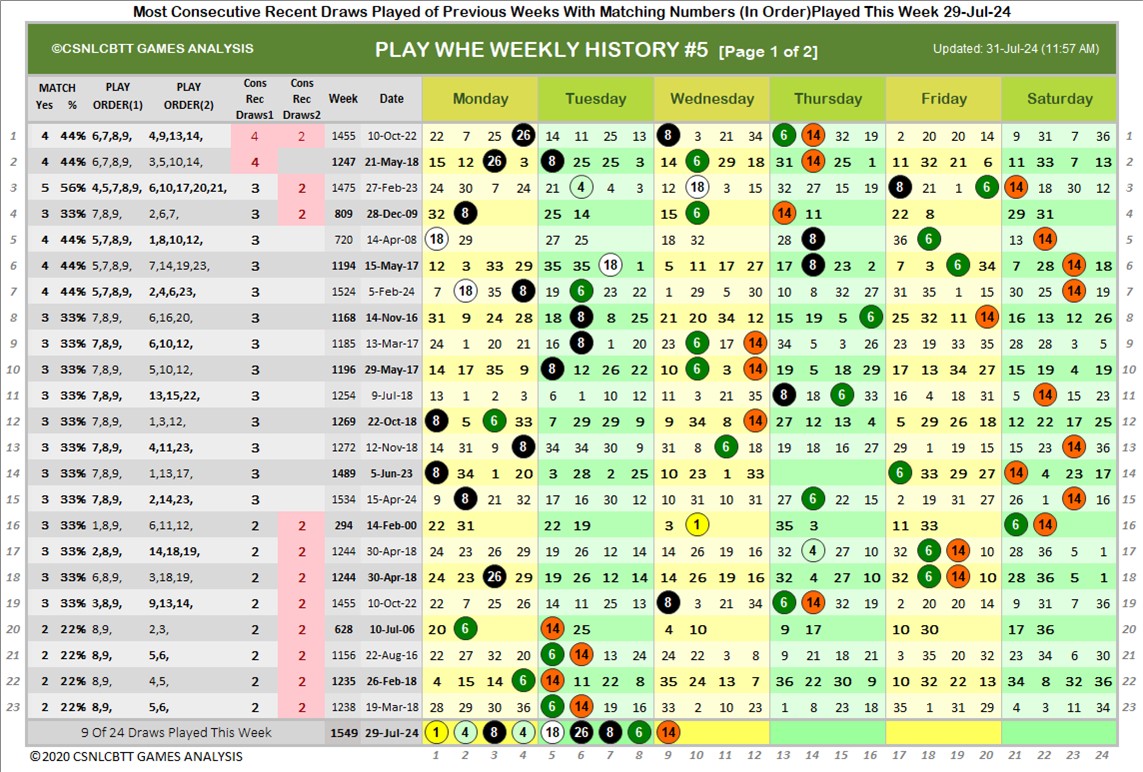 Most Consecutive Recent Draws Played of Previous Weeks With Matching Numbers (In Order)Played This Week 29-Jul-24
©CSNLCBTT GAMES ANALYSIS PLAY WHE WEEKLY HISTORY #5 [Page 1 of 2] Updated: 31-Jul-24 (11:57 AM)
MATCH Yes % PLAY ORDER(1) PLAY ORDER(2) Cons Rec Draws1 Cons Rec Draws2 Week Date Monday Tuesday Wednesday Thursday Friday Saturday
1 4 44% 6,7,8,9, 4,9,13,14, 4 2 1455 10-Oct-22 22 7 25 26 14 11 25 13 8 3 21 34 6 14 32 19 2 20 20 14 9 31 7 36 1
2 4 44% 6,7,8,9, 3,5,10,14, 4 1247 21-May-18 15 12 26 3 8 25 25 3 14 6 29 18 31 14 25 1 11 32 21 6 11 33 7 13 2
3 5 56% 4,5,7,8,9, 6,10,17,20,21, 3 2 1475 27-Feb-23 24 30 7 24 21 4 4 3 12 18 3 15 32 27 15 19 8 21 1 6 14 18 30 12 3
4 3 33% 7,8,9, 2,6,7, 3 2 809 28-Dec-09 32 8 25 14 15 6 14 11 22 8 29 31 4
5 4 44% 5,7,8,9, 1,8,10,12, 3 720 14-Apr-08 18 29 27 25 18 32 28 8 36 6 13 14 5
6 4 44% 5,7,8,9, 7,14,19,23, 3 1194 15-May-17 12 3 33 29 35 35 18 1 5 11 17 27 17 8 23 2 7 3 6 34 7 28 14 18 6
7 4 44% 5,7,8,9, 2,4,6,23, 3 1524 5-Feb-24 7 18 35 8 19 6 23 22 1 29 5 30 10 8 32 27 31 35 1 15 30 25 14 19 7
8 3 33% 7,8,9, 6,16,20, 3 1168 14-Nov-16 31 9 24 28 18 8 8 25 21 20 34 12 15 19 5 6 25 32 11 14 16 13 12 26 8
9 3 33% 7,8,9, 6,10,12, 3 1185 13-Mar-17 24 1 20 21 16 8 1 20 23 6 17 14 34 5 3 26 23 19 33 35 28 28 3 5 9
10 3 33% 7,8,9, 5,10,12, 3 1196 29-May-17 14 17 35 9 8 12 26 22 10 6 3 14 19 5 18 29 17 13 34 27 15 19 4 19 10
11 3 33% 7,8,9, 13,15,22, 3 1254 9-Jul-18 13 1 2 3 6 1 10 12 11 3 21 35 8 18 6 33 16 4 18 31 5 14 15 23 11
12 3 33% 7,8,9, 1,3,12, 3 1269 22-Oct-18 8 5 6 33 7 29 29 9 9 34 8 14 27 12 13 4 5 29 26 18 12 22 17 25 12
13 3 33% 7,8,9, 4,11,23, 3 1272 12-Nov-18 14 31 9 8 34 34 30 9 31 8 6 18 19 18 16 27 29 1 19 15 15 23 14 36 13
14 3 33% 7,8,9, 1,13,17, 3 1489 5-Jun-23 8 34 1 20 3 28 2 25 10 23 1 33 6 33 29 27 14 4 23 17 14
15 3 33% 7,8,9, 2,14,23, 3 1534 15-Apr-24 9 8 21 32 17 16 30 12 10 31 10 31 27 6 22 15 2 19 31 27 26 1 14 16 15
16 3 33% 1,8,9, 6,11,12, 2 2 294 14-Feb-00 22 31 22 19 3 1 35 3 11 33 6 14 16
17 3 33% 2,8,9, 14,18,19, 2 2 1244 30-Apr-18 24 23 26 29 19 26 12 14 14 26 19 16 32 4 27 10 32 6 14 10 28 36 5 1 17
18 3 33% 6,8,9, 3,18,19, 2 2 1244 30-Apr-18 24 23 26 29 19 26 12 14 14 26 19 16 32 4 27 10 32 6 14 10 28 36 5 1 18
19 3 33% 3,8,9, 9,13,14, 2 2 1455 10-Oct-22 22 7 25 26 14 11 25 13 8 3 21 34 6 14 32 19 2 20 20 14 9 31 7 36 19
20 2 22% 8,9, 2,3, 2 2 628 10-Jul-06 20 6 14 25 4 10 9 17 10 30 17 36 20
21 2 22% 8,9, 5,6, 2 2 1156 22-Aug-16 22 27 32 20 6 14 13 24 24 22 3 8 9 21 18 21 3 35 20 32 23 34 6 30 21
22 2 22% 8,9, 4,5, 2 2 1235 26-Feb-18 4 15 14 6 14 11 22 8 35 24 13 7 36 22 30 9 10 32 22 13 34 8 32 36 22
23 2 22% 8,9, 5,6, 2 2 1238 19-Mar-18 28 29 30 36 6 14 19 16 33 2 10 23 1 8 23 18 35 1 31 29 4 3 11 34 23
9 Of 24 Draws Played This Week 1549 29-Jul-24 1 4 8 4 18 26 8 6 14
©2020 CSNLCBTT GAMES ANALYSIS 1 2 3 4 5 6 7 8 9 10 11 12 13 14 15 16 17 18 19 20 21 22 23 24